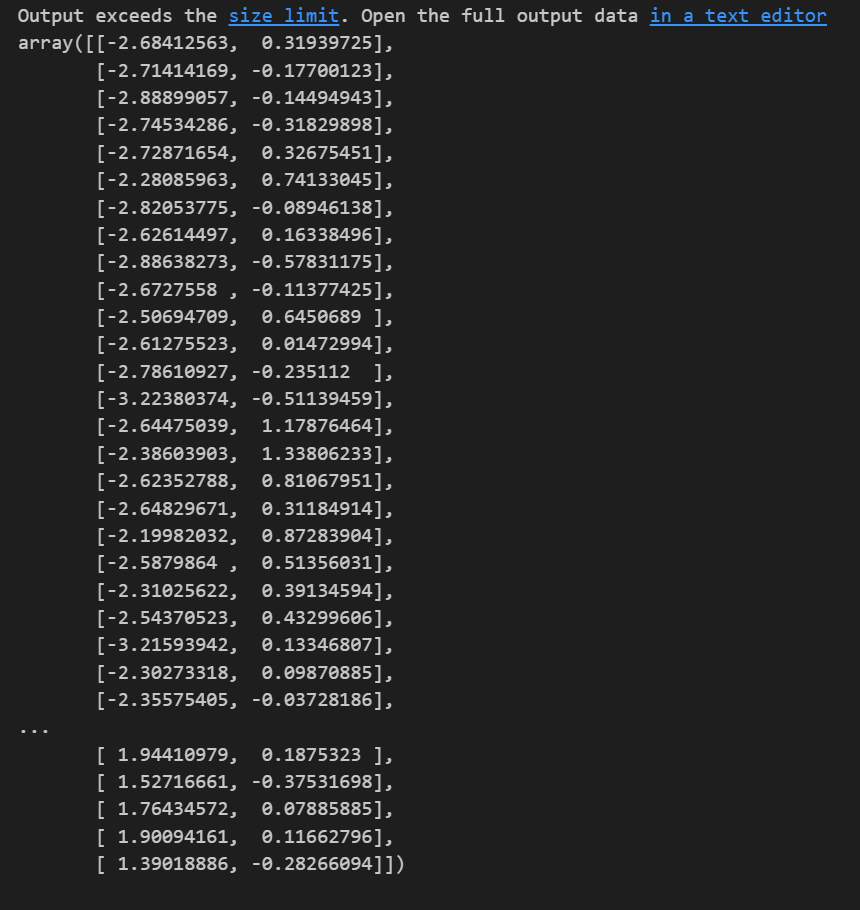 Output exceeds the size limit. Open the full output data in a text editor
array([[-2.68412563,  0.31939725],
       [-2.71414169, -0.17700123],
       [-2.88899057, -0.14494943],
       [-2.74534286, -0.31829898],
       [-2.72871654,  0.32675451],
       [-2.28085963,  0.74133045],
       [-2.82053775, -0.08946138],
       [-2.62614497,  0.16338496],
       [-2.88638273, -0.57831175],
       [-2.6727558 , -0.11377425],
       [-2.50694709,  0.6450689 ],
       [-2.61275523,  0.01472994],
       [-2.78610927, -0.235112  ],
       [-3.22380374, -0.51139459],
       [-2.64475039,  1.17876464],
       [-2.38603903,  1.33806233],
       [-2.62352788,  0.81067951],
       [-2.64829671,  0.31184914],
       [-2.19982032,  0.87283904],
       [-2.5879864 ,  0.51356031],
       [-2.31025622,  0.39134594],
       [-2.54370523,  0.43299606],
       [-3.21593942,  0.13346807],
       [-2.30273318,  0.09870885],
       [-2.35575405, -0.03728186],
...
       [ 1.94410979,  0.1875323 ],
       [ 1.52716661, -0.37531698],
       [ 1.76434572,  0.07885885],
       [ 1.90094161,  0.11662796],
       [ 1.39018886, -0.28266094]])